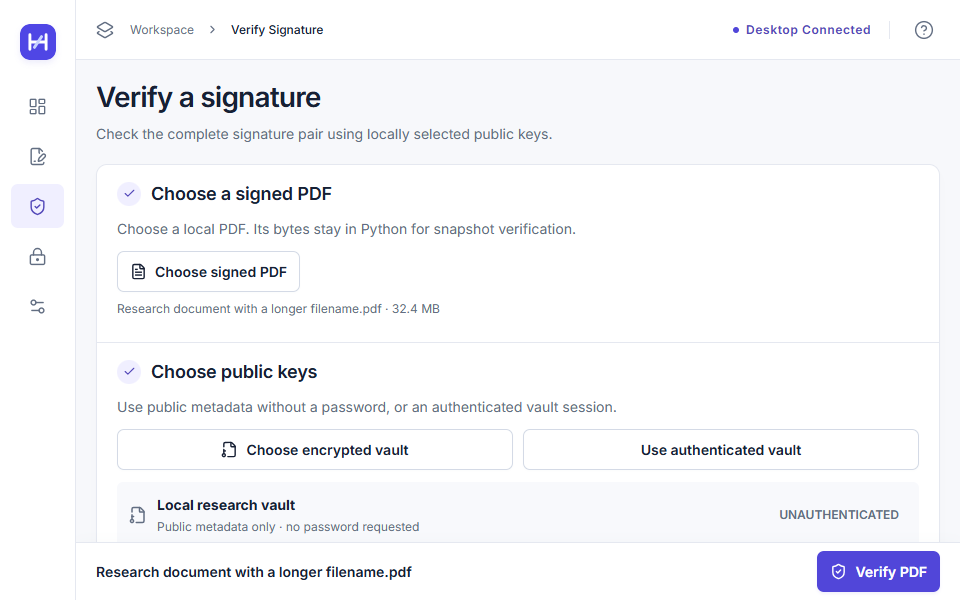 Workspace > Verify Signature
Desktop Connected
Verify a signature
Check the complete signature pair using locally selected public keys.
Choose a signed PDF
Choose a local PDF. Its bytes stay in Python for snapshot verification.
Choose signed PDF
Research document with a longer filename.pdf · 32.4 MB
Choose public keys
Use public metadata without a password, or an authenticated vault session.
Choose encrypted vault
Use authenticated vault
Local research vault
Public metadata only · no password requested
UNAUTHENTICATED
Research document with a longer filename.pdf
Verify PDF